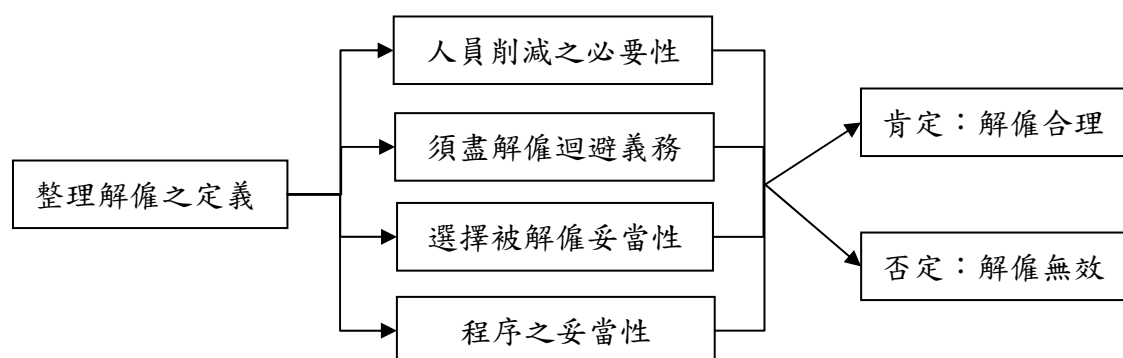 整理解僱之定義
人員削減之必要性
須盡解僱迴避義務
選擇被解僱妥當性
程序之妥當性
肯定：解僱合理
否定：解僱無效